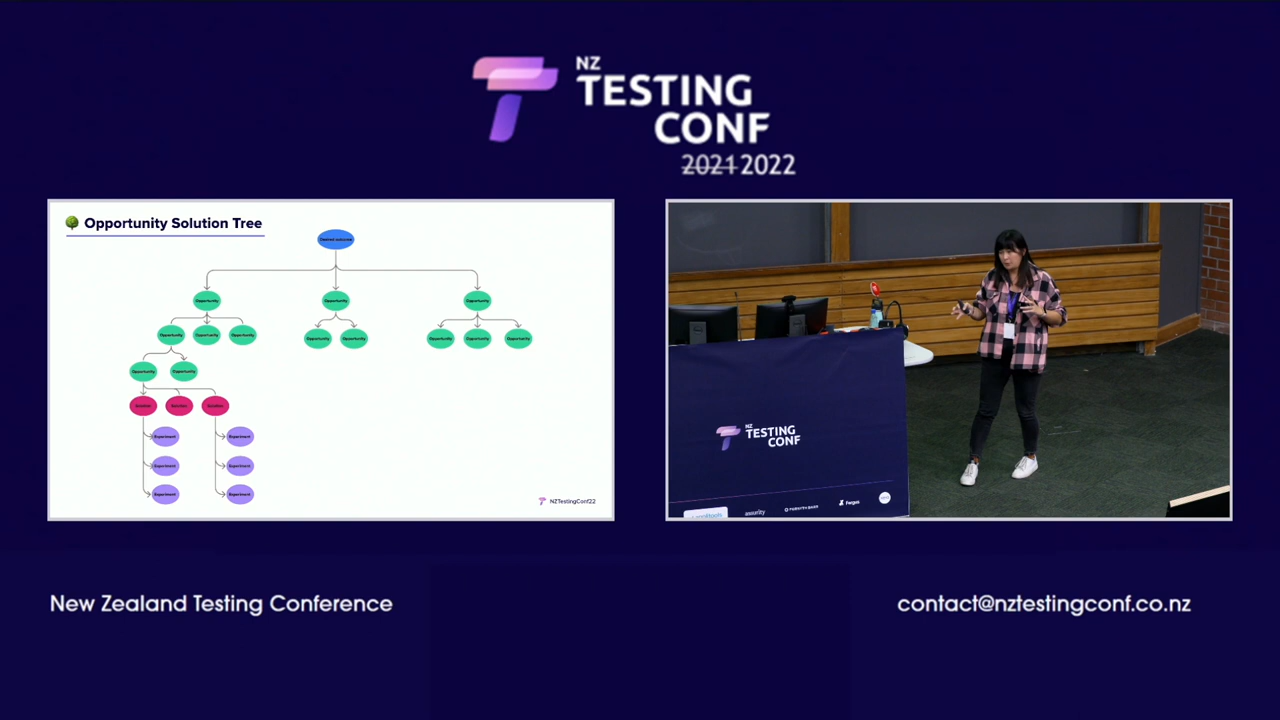 NZ
TESTING
CONF
2021 2022
Opportunity Solution Tree
Desired outcome
Opportunity Opportunity Opportunity
Opportunity Opportunity Opportunity Opportunity Opportunity Opportunity Opportunity Opportunity
Opportunity Opportunity
Solution Solution Solution
Experiment Experiment
Experiment Experiment
Experiment Experiment
NZTestingConf22
NZ
TESTING
CONF
assurity
Fergus
New Zealand Testing Conference
contact@nztestingconf.co.nz